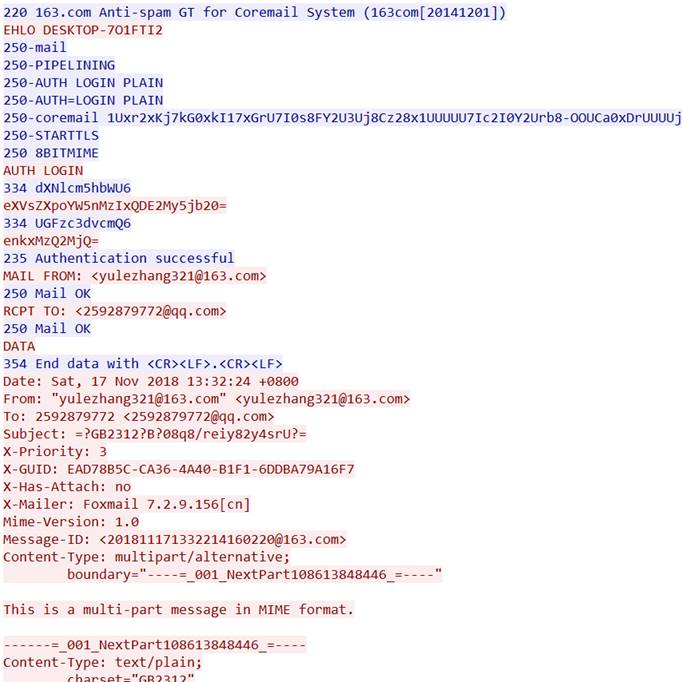 220 163.com Anti-spam GT for Coremail System (163com[20141201])
EHLO DESKTOP-7O1FTI2
250-mail
250-PIPELINING
250-AUTH LOGIN PLAIN
250-AUTH=LOGIN PLAIN
250-coremail 1Uxr2xKj7kG0xkI17xGrU7I0s8FY2U3Uj8Cz28x1UUUUU7Ic2I0Y2Urb8-OOUCa0xDrUUUUj
250-STARTTLS
250 8BITMIME
AUTH LOGIN
334 dXNlcm5hbWU6
eXVsZXpoYW5nMzIxQDE2My5jb20=
334 UGFzc3dvcmQ6
enkxMzQ2MjQ=
235 Authentication successful
MAIL FROM: <yulezhang321@163.com>
250 Mail OK
RCPT TO: <2592879772@qq.com>
250 Mail OK
DATA
354 End data with <CR><LF>.<CR><LF>
Date: Sat, 17 Nov 2018 13:32:24 +0800
From: "yulezhang321@163.com" <yulezhang321@163.com>
To: 2592879772 <2592879772@qq.com>
Subject: =?GB2312?B?08q8/reiy82y4srU?=
X-Priority: 3
X-GUID: EAD78B5C-CA36-4A40-B1F1-6DDBA79A16F7
X-Has-Attach: no
X-Mailer: Foxmail 7.2.9.156[cn]
Mime-Version: 1.0
Message-ID: <201811171332214160220@163.com>
Content-Type: multipart/alternative;
boundary="----=_001_NextPart108613848446_=----"
This is a multi-part message in MIME format.
------=_001_NextPart108613848446_=----
Content-Type: text/plain;
charset="GB2312"